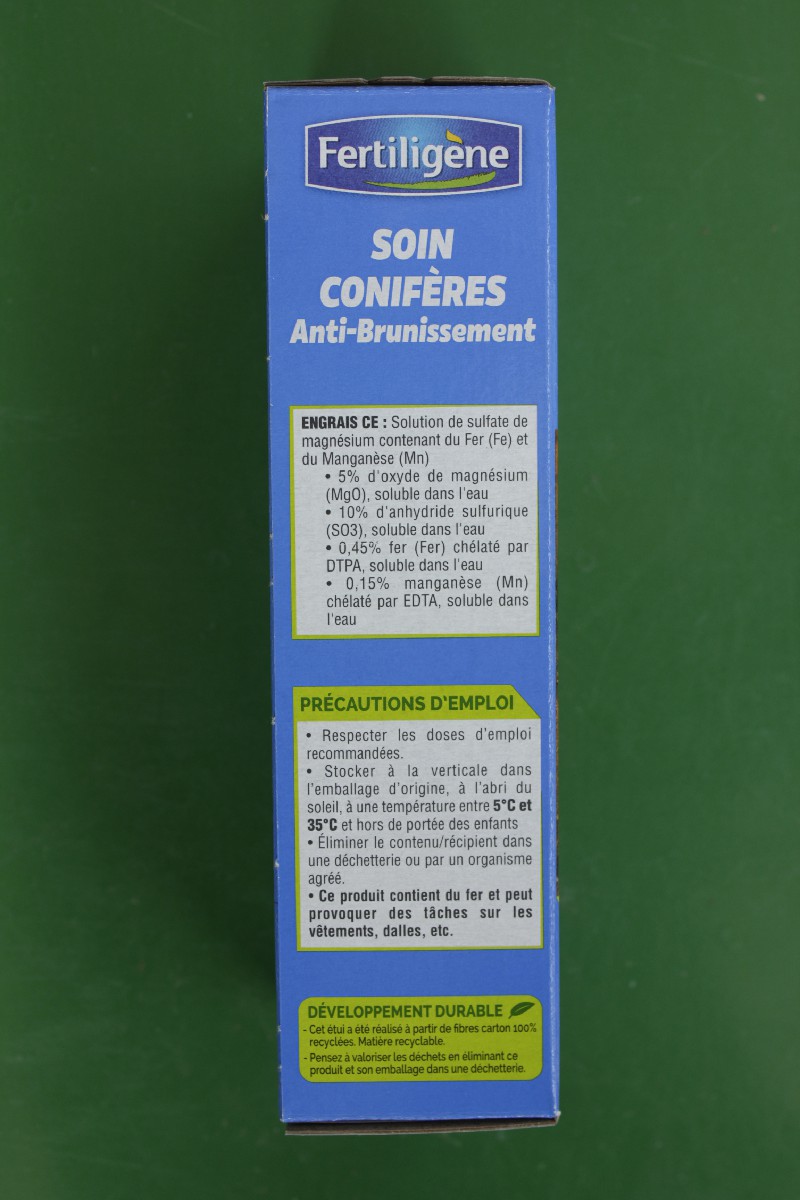 Fertiligène
SOIN
CONIFÈRES
Anti-Brunissement
ENGRAIS CE : Solution de sulfate de
magnésium contenant du Fer (Fe) et
du Manganèse (Mn)
• 5% d'oxyde de magnésium
(MgO), soluble dans l'eau
• 10% d'anhydride sulfurique
(SO3), soluble dans l'eau
• 0,45% fer (Fer) chélaté par
DTPA, soluble dans l'eau
• 0,15% manganèse (Mn)
chélaté par EDTA, soluble dans
l'eau
PRÉCAUTIONS D'EMPLOI
• Respecter les doses d'emploi
recommandées.
• Stocker à la verticale dans
l'emballage d'origine, à l'abri du
soleil, à une température entre 5°C et
35°C et hors de portée des enfants
• Éliminer le contenu/récipient dans
une déchetterie ou par un organisme
agréé.
• Ce produit contient du fer et peut
provoquer des tâches sur les
vêtements, dalles, etc.
DÉVELOPPEMENT DURABLE
- Cet étui a été réalisé à partir de fibres carton 100%
recyclées. Matière recyclable.
- Pensez à valoriser les déchets en éliminant ce
produit et son emballage dans une déchetterie.